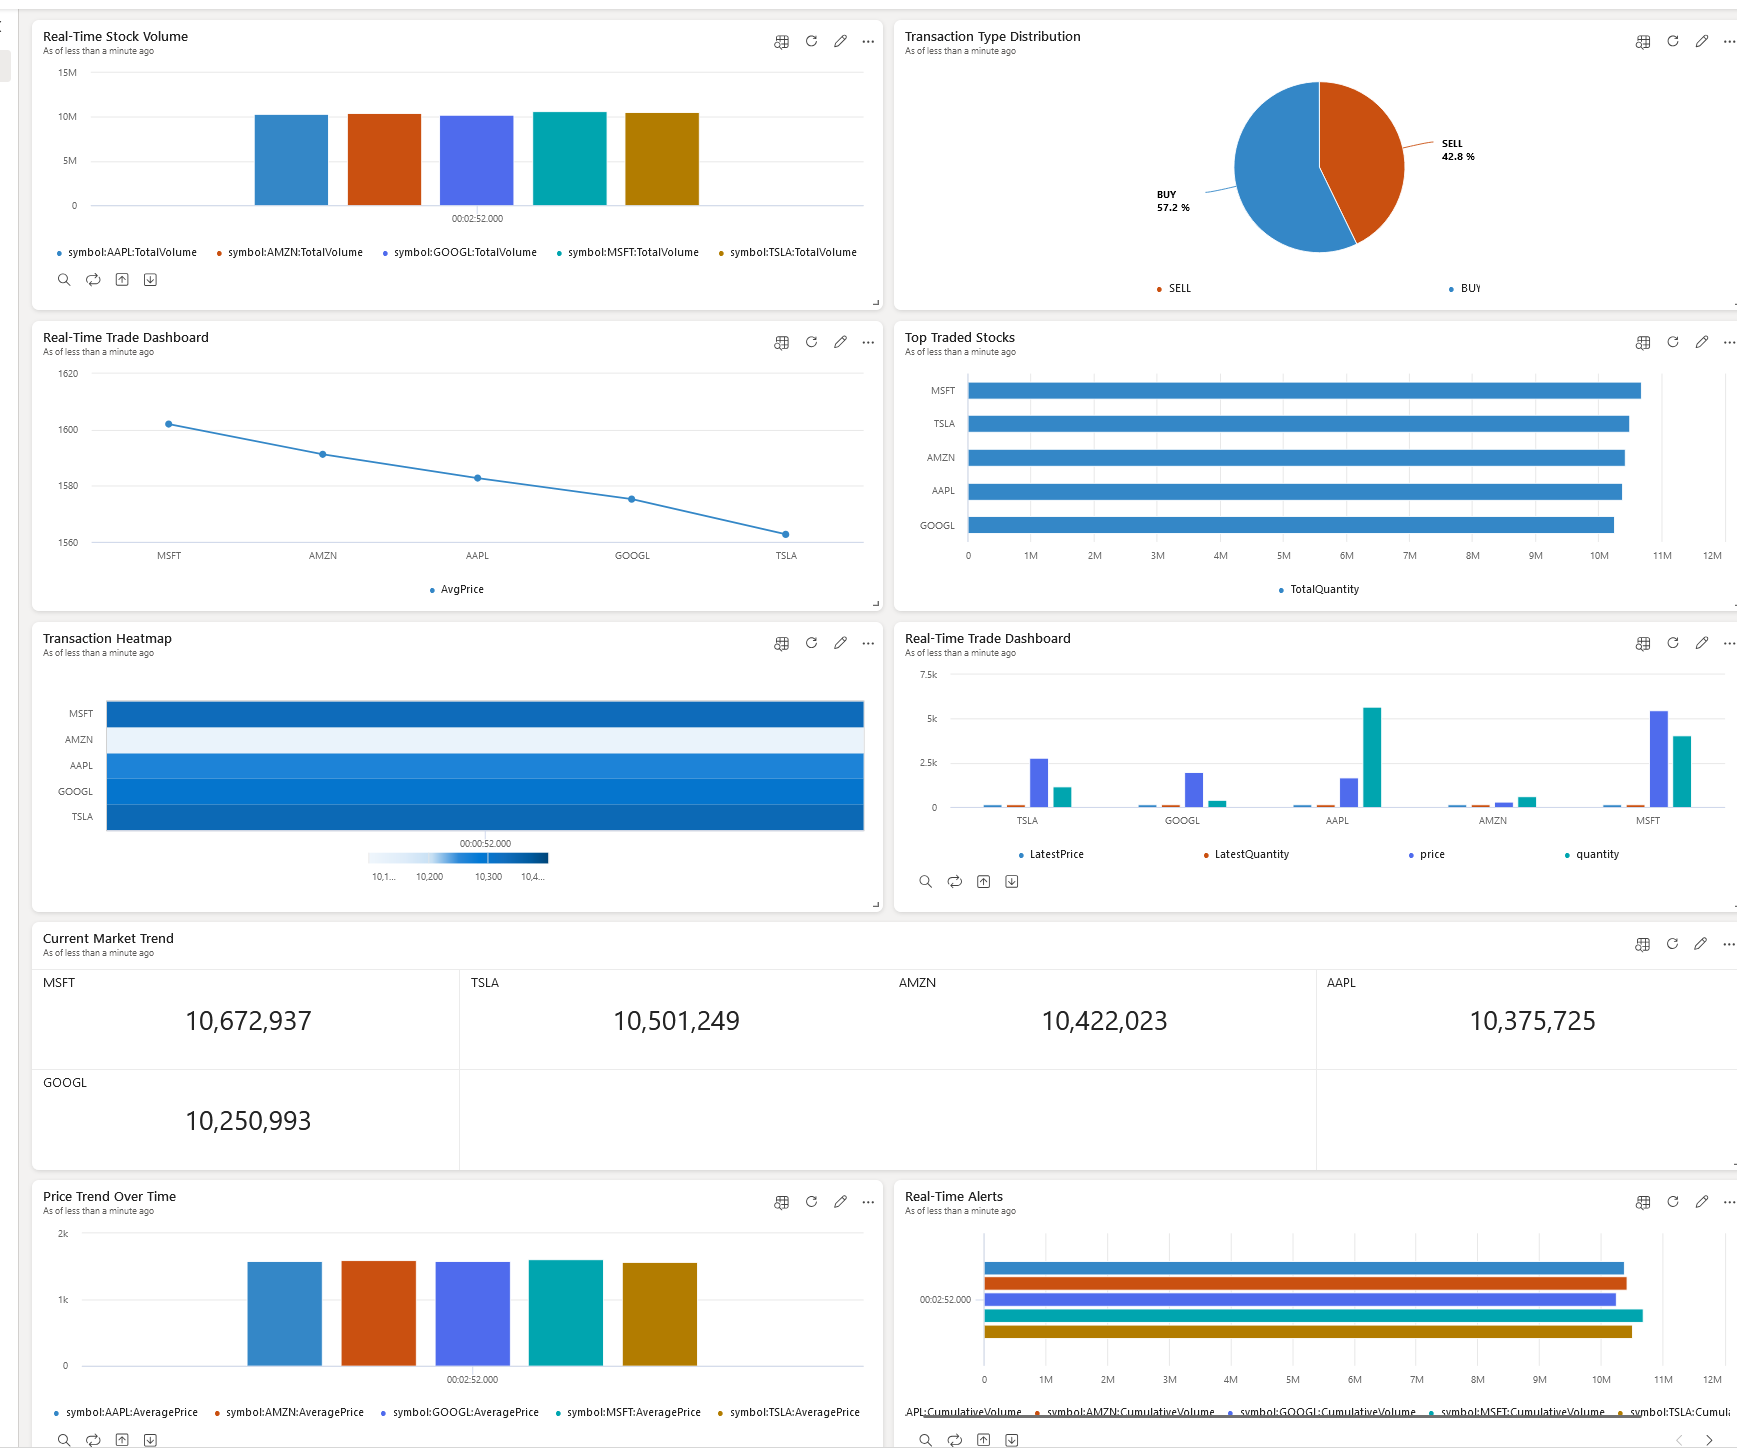 Real-Time Stock Volume
As of less than a minute ago
15M
10M
5M
0
00:02:52.000
symbol:AAPL:TotalVolume symbol:AMZN:TotalVolume symbol:GOOGL:TotalVolume symbol:MSFT:TotalVolume symbol:TSLA:TotalVolume
Transaction Type Distribution
As of less than a minute ago
SELL
42.8 %
BUY
57.2 %
SELL BUY
Real-Time Trade Dashboard
As of less than a minute ago
1620
1600
1580
1560
MSFT AMZN AAPL GOOGL TSLA
AvgPrice
Top Traded Stocks
As of less than a minute ago
MSFT
TSLA
AMZN
AAPL
GOOGL
0 1M 2M 3M 4M 5M 6M 7M 8M 9M 10M 11M 12M
TotalQuantity
Transaction Heatmap
As of less than a minute ago
MSFT
AMZN
AAPL
GOOGL
TSLA
00:00:52.000
10,1... 10,200 10,300 10,4...
Real-Time Trade Dashboard
As of less than a minute ago
7.5k
5k
2.5k
0
TSLA GOOGL AAPL AMZN MSFT
LatestPrice LatestQuantity price quantity
Current Market Trend
As of less than a minute ago
MSFT TSLA AMZN AAPL
10,672,937 10,501,249 10,422,023 10,375,725
GOOGL
10,250,993
Price Trend Over Time
As of less than a minute ago
2k
1k
0
00:02:52.000
symbol:AAPL:AveragePrice symbol:AMZN:AveragePrice symbol:GOOGL:AveragePrice symbol:MSFT:AveragePrice symbol:TSLA:AveragePrice
Real-Time Alerts
As of less than a minute ago
00:02:52.000
0 1M 2M 3M 4M 5M 6M 7M 8M 9M 10M 11M 12M
APL:CumulativeVolume symbol:AMZN:CumulativeVolume symbol:GOOGL:CumulativeVolume symbol:MSFT:CumulativeVolume symbol:TSLA:Cumul